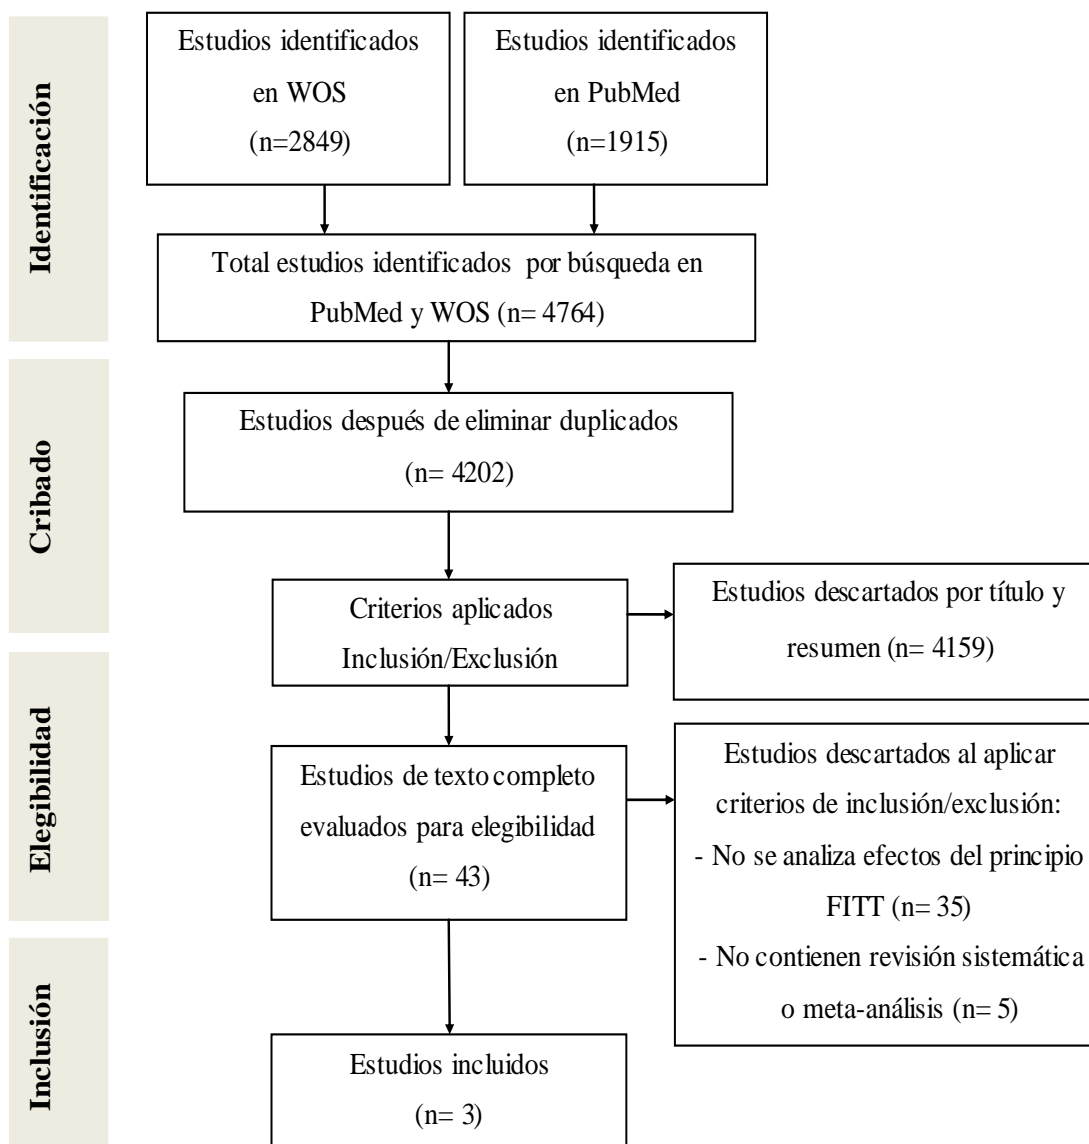 Identificación
Estudios identificados
en WOS
(n=2849)
Estudios identificados
en PubMed
(n=1915)
Total estudios identificados por búsqueda en
PubMed y WOS (n= 4764)
Cribado
Estudios después de eliminar duplicados
(n= 4202)
Criterios aplicados
Inclusión/Exclusión
Estudios descartados por título y
resumen (n= 4159)
Elegibilidad
Estudios de texto completo
evaluados para elegibilidad
(n= 43)
Estudios descartados al aplicar
criterios de inclusión/exclusión:
- No se analiza efectos del principio
FITT (n= 35)
- No contienen revisión sistemática
o meta-análisis (n= 5)
Inclusión
Estudios incluidos
(n= 3)